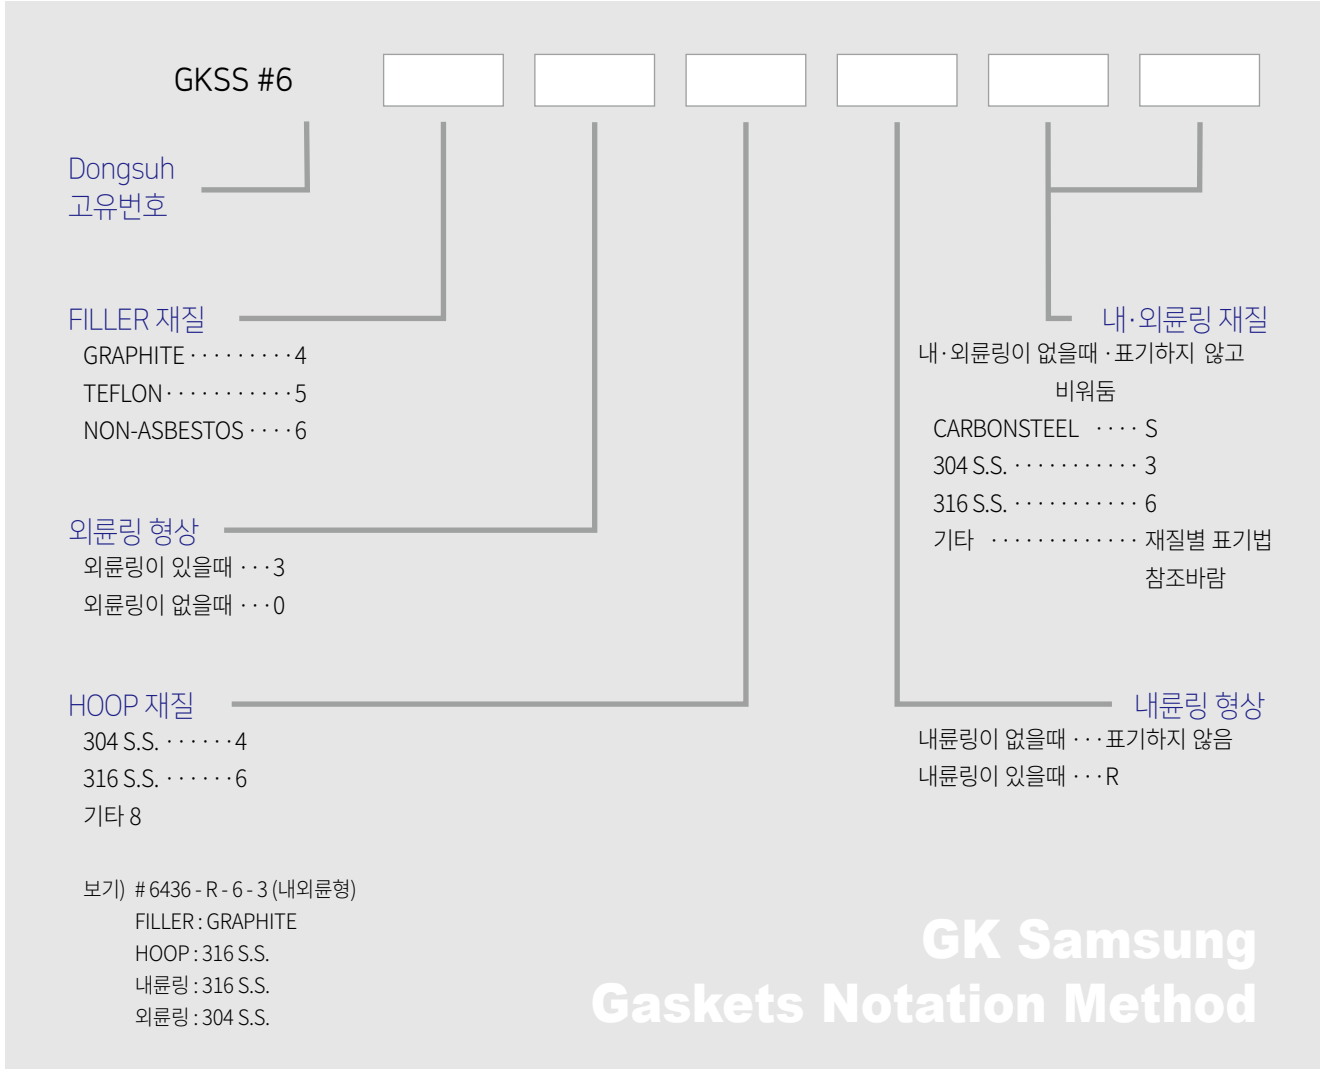 GKSS #6
Dongsuh
고유번호
FILLER 재질
GRAPHITE · · · · · · · · · 4
TEFLON · · · · · · · · · · · 5
NON-ASBESTOS · · · · 6
외륜링 형상
외륜링이 있을때 · · · 3
외륜링이 없을때 · · · 0
HOOP 재질
304 S.S. · · · · · · 4
316 S.S. · · · · · · 6
기타 8
내·외륜링 재질
내·외륜링이 없을때 · 표기하지 않고
비워둠
CARBONSTEEL · · · · S
304 S.S. · · · · · · · · · · · 3
316 S.S. · · · · · · · · · · · 6
기타 · · · · · · · · · · · · · 재질별 표기법
참조바람
내륜링 형상
내륜링이 없을때 · · · 표기하지 않음
내륜링이 있을때 · · · R
보기) # 6436 - R - 6 - 3 (내외륜형)
FILLER : GRAPHITE
HOOP : 316 S.S.
내륜링 : 316 S.S.
외륜링 : 304 S.S.
GK Samsung
Gaskets Notation Method